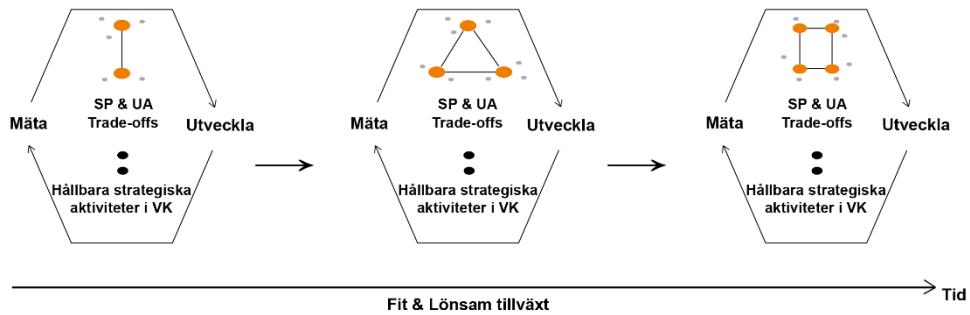 SP & UA
Trade-offs
Mäta
Utveckla
Hållbara strategiska
aktiviteter i VK
SP & UA
Trade-offs
Mäta
Utveckla
Hållbara strategiska
aktiviteter i VK
SP & UA
Trade-offs
Mäta
Utveckla
Hållbara strategiska
aktiviteter i VK
Tid
Fit & Lönsam tillväxt